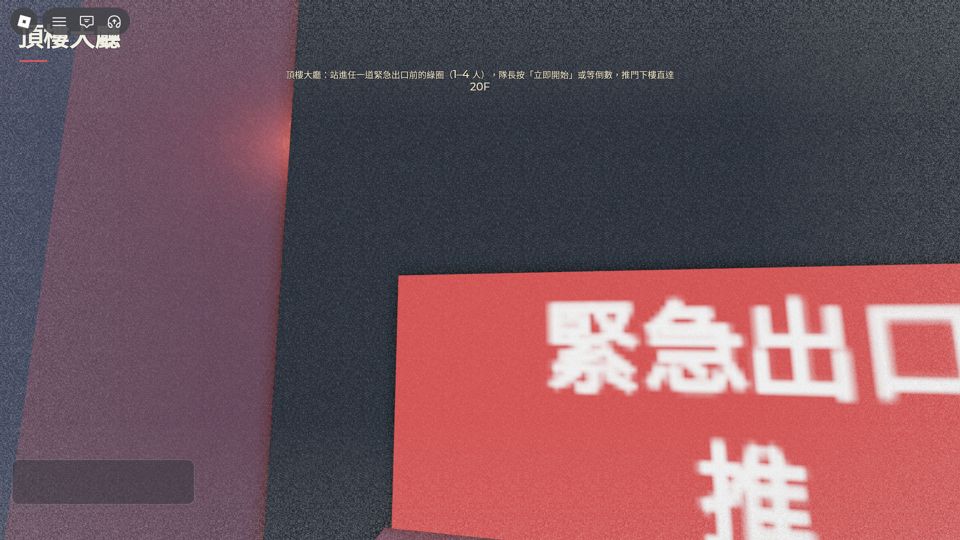 頂樓大廳
頂樓大廳：站進任一道緊急出口前的綠圈（1–4 人），隊長按「立即開始」或等倒數，推門下樓直達
20F
緊急出口
推